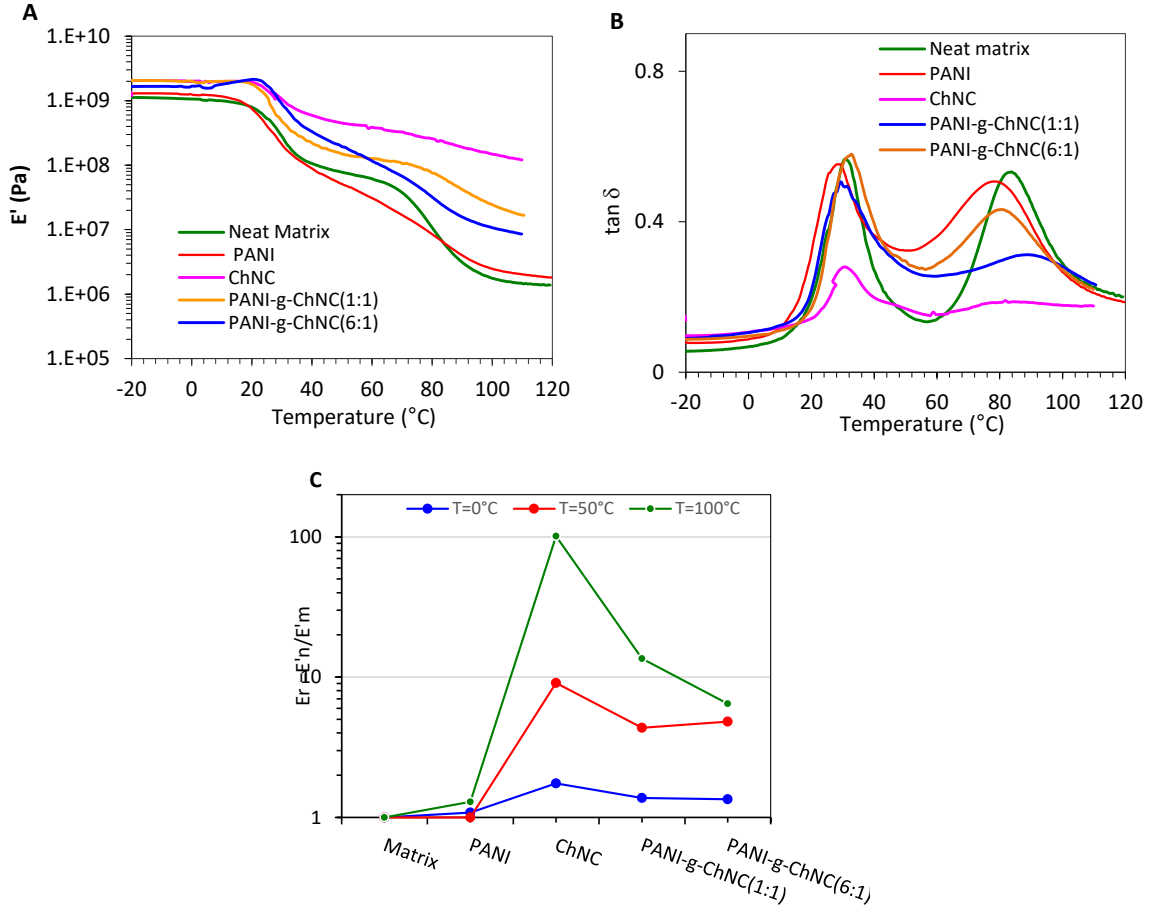 A
1.E+10
1.E+09
1.E+08
1.E+07
1.E+06
1.E+05
E' (Pa)
Neat Matrix
PANI
ChNC
PANI-g-ChNC(1:1)
PANI-g-ChNC(6:1)
-20 0 20 40 60 80 100 120
Temperature (°C)
B
0.8
0.4
0
tan δ
Neat matrix
PANI
ChNC
PANI-g-ChNC(1:1)
PANI-g-ChNC(6:1)
-20 0 20 40 60 80 100 120
Temperature (°C)
C
T=0°C T=50°C T=100°C
100
10
1
Er =E'n/E'm
Matrix
PANI
ChNC
PANI-g-ChNC(1:1)
PANI-g-ChNC(6:1)